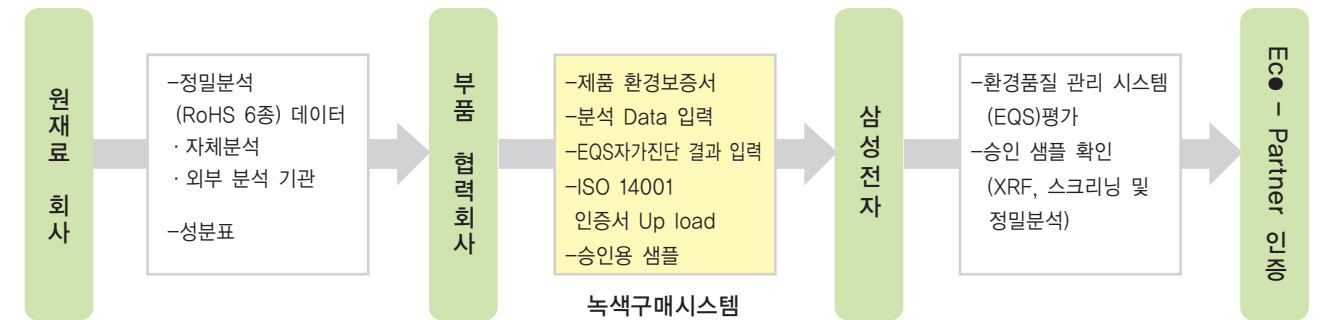 원재료 회사
-정밀분석
(RoHS 6종) 데이터
· 자체분석
· 외부 분석 기관
-성분표
부품 협력회사
-제품 환경보증서
-분석 Data 입력
-EQS자가진단 결과 입력
-ISO 14001
인증서 Up load
-승인용 샘플
녹색구매시스템
삼성전자
-환경품질 관리 시스템
(EQS)평가
-승인 샘플 확인
(XRF, 스크리닝 및
정밀분석)
Eco - Partner 인증